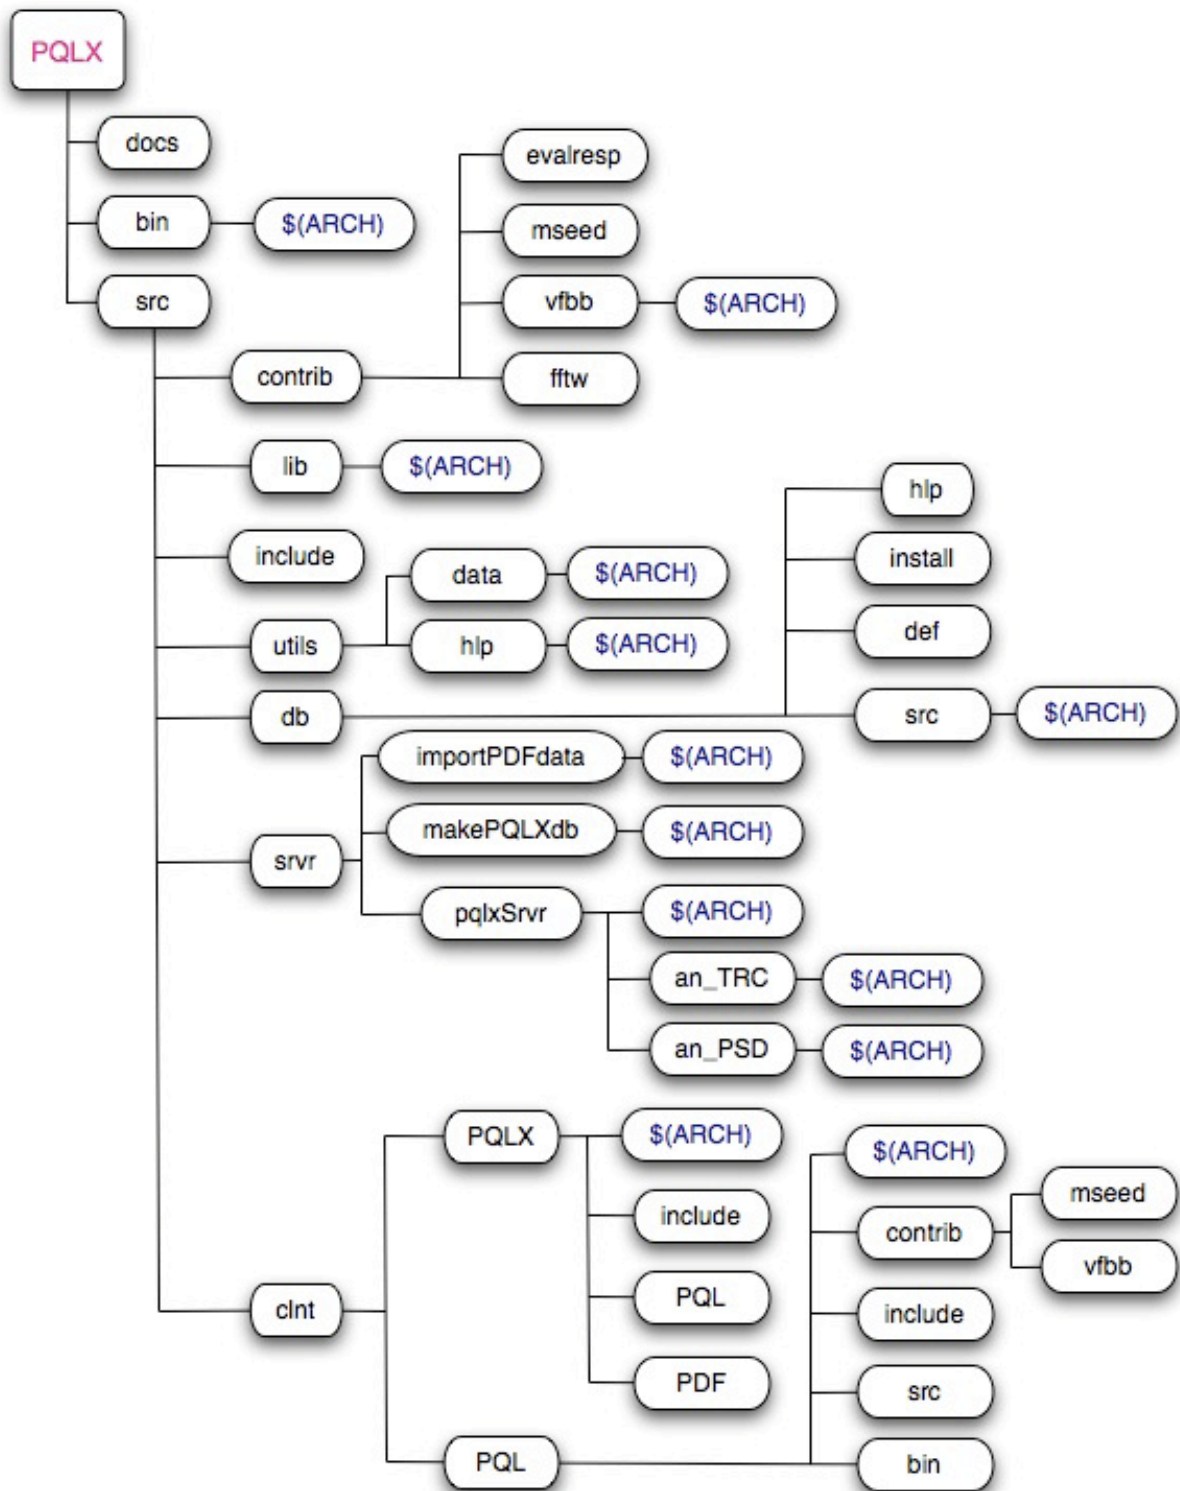 PQLX
docs
evalresp
bin
$(ARCH)
mseed
src
vfbb
$(ARCH)
contrib
fftw
lib
$(ARCH)
hlp
include
install
data
$(ARCH)
def
utils
hlp
$(ARCH)
db
src
$(ARCH)
importPDFdata
$(ARCH)
makePQLXdb
$(ARCH)
srvr
pqlxSrvr
$(ARCH)
an_TRC
$(ARCH)
an_PSD
$(ARCH)
PQLX
$(ARCH)
$(ARCH)
mseed
include
contrib
vfbb
clnt
PQL
include
PDF
src
PQL
bin